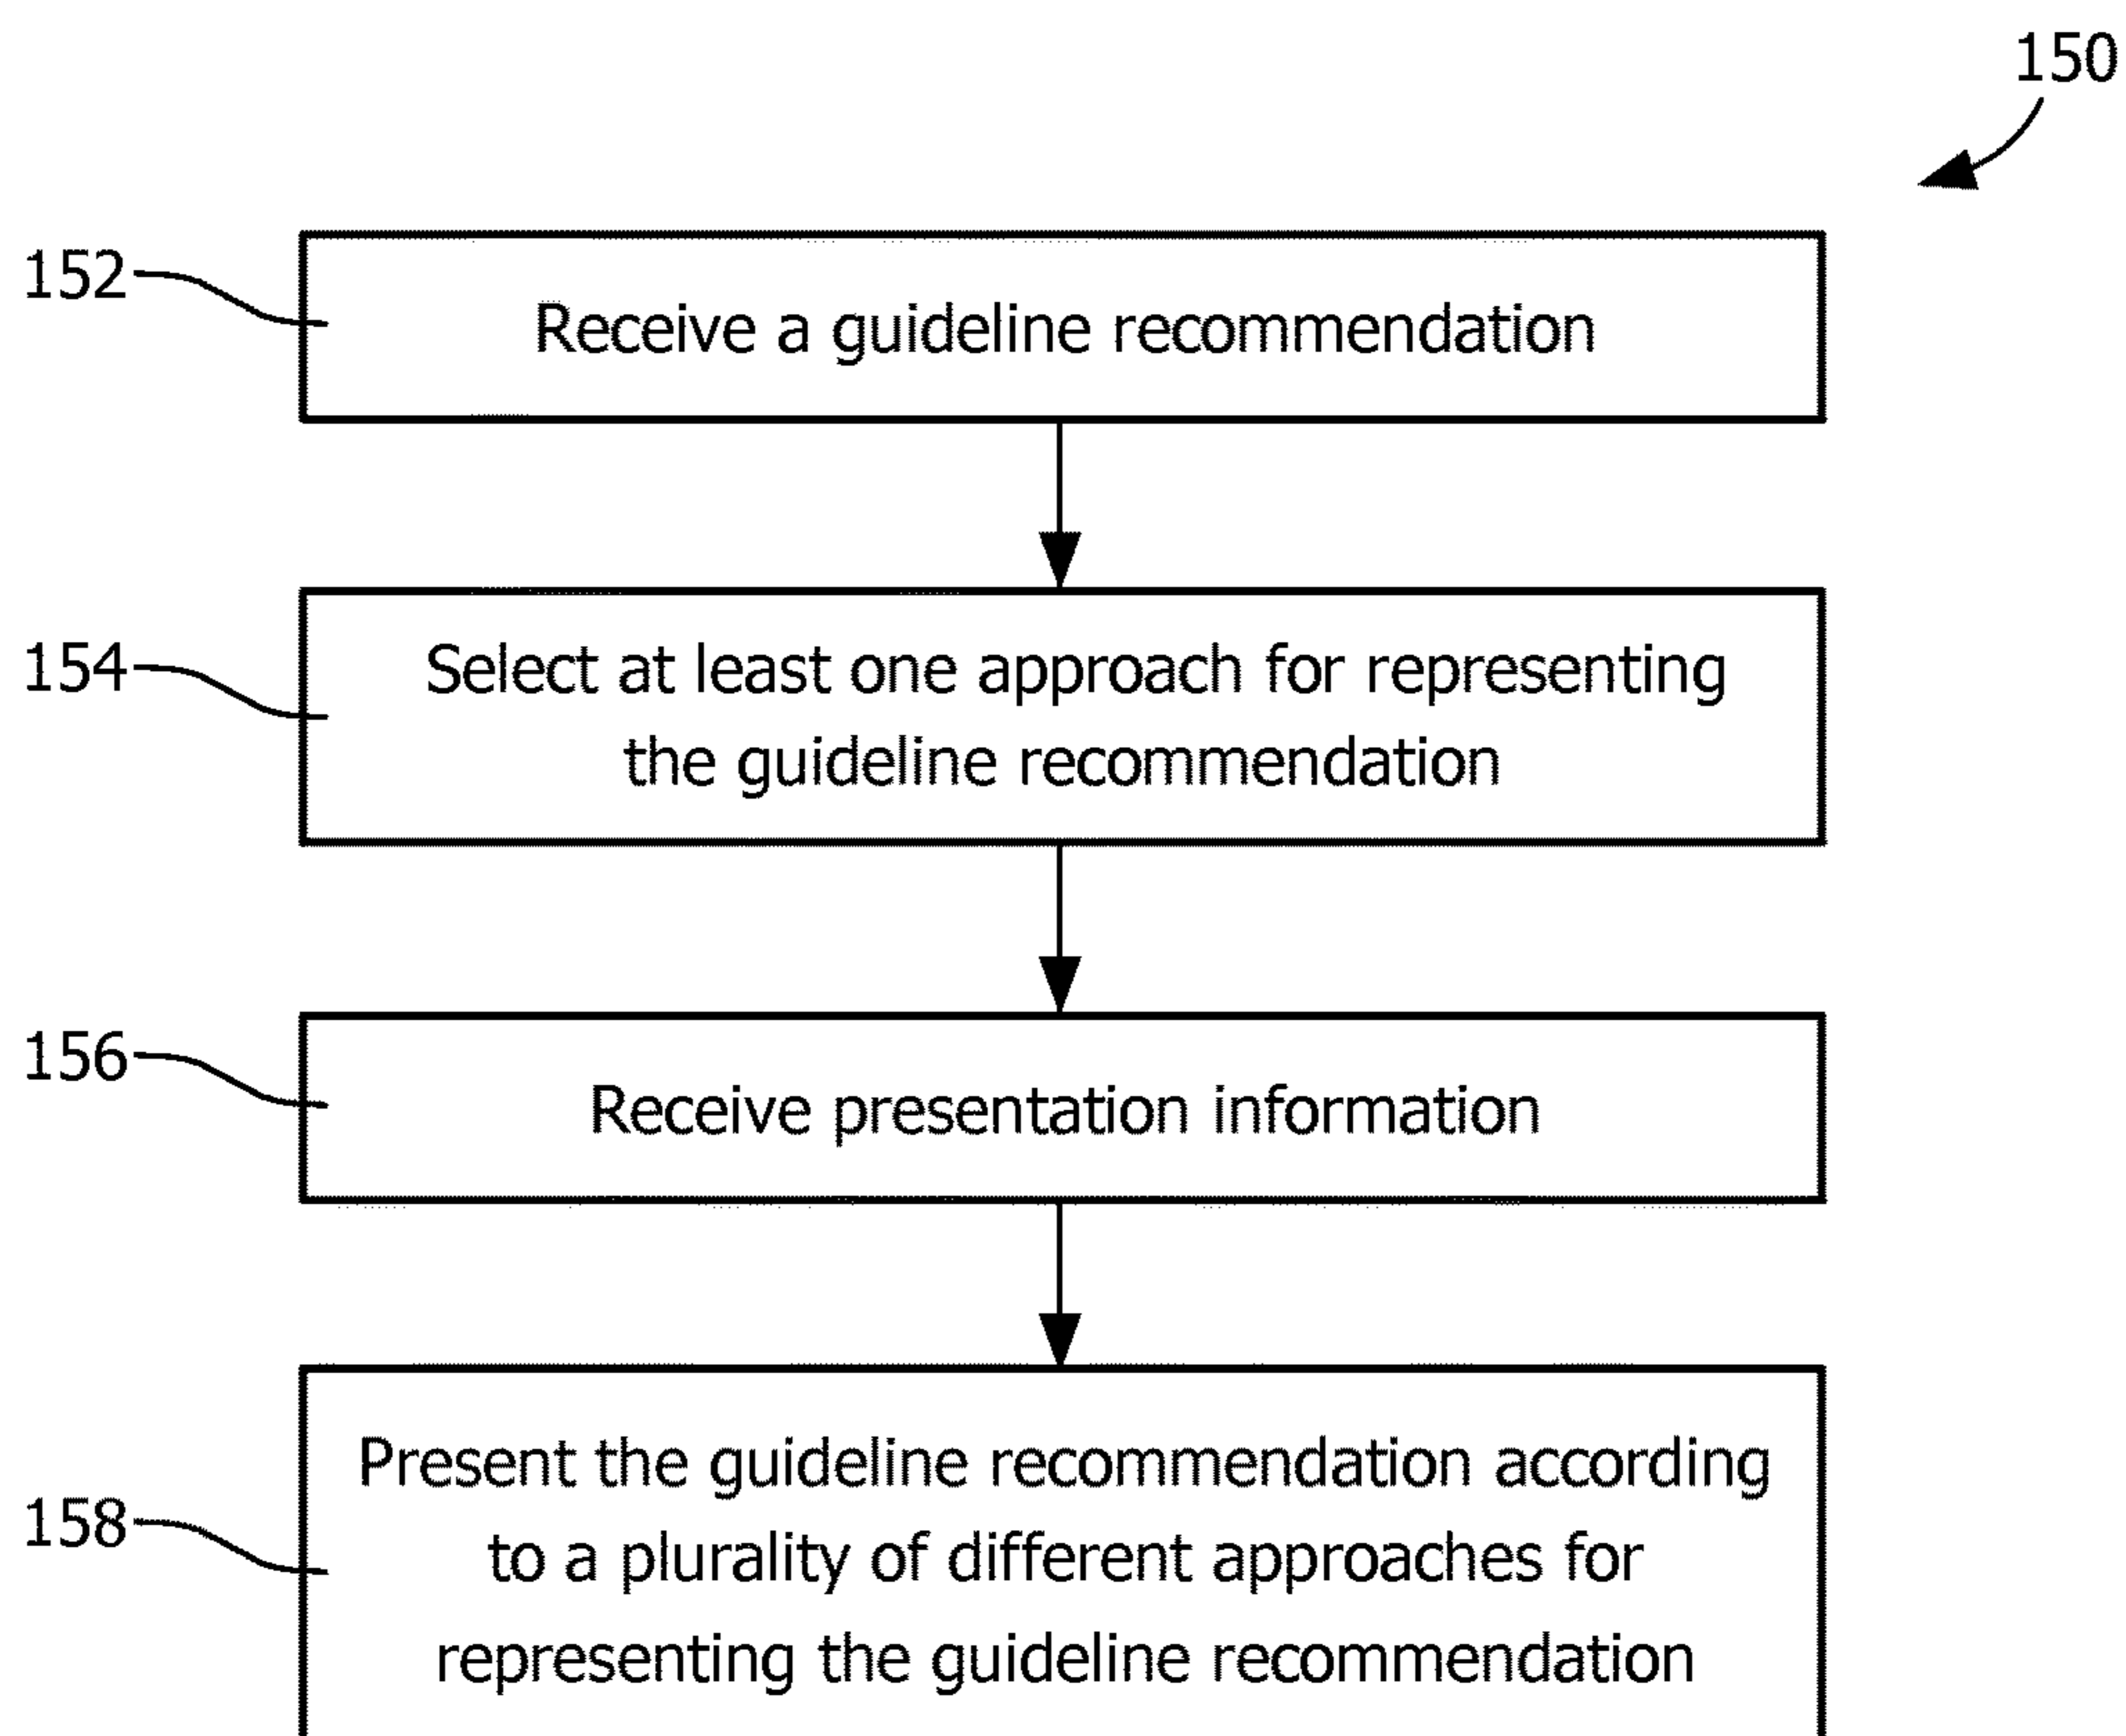 150
152
Receive a guideline recommendation
154
Select at least one approach for representing
the guideline recommendation
156
Receive presentation information
158
Present the guideline recommendation according
to a plurality of different approaches for
representing the guideline recommendation